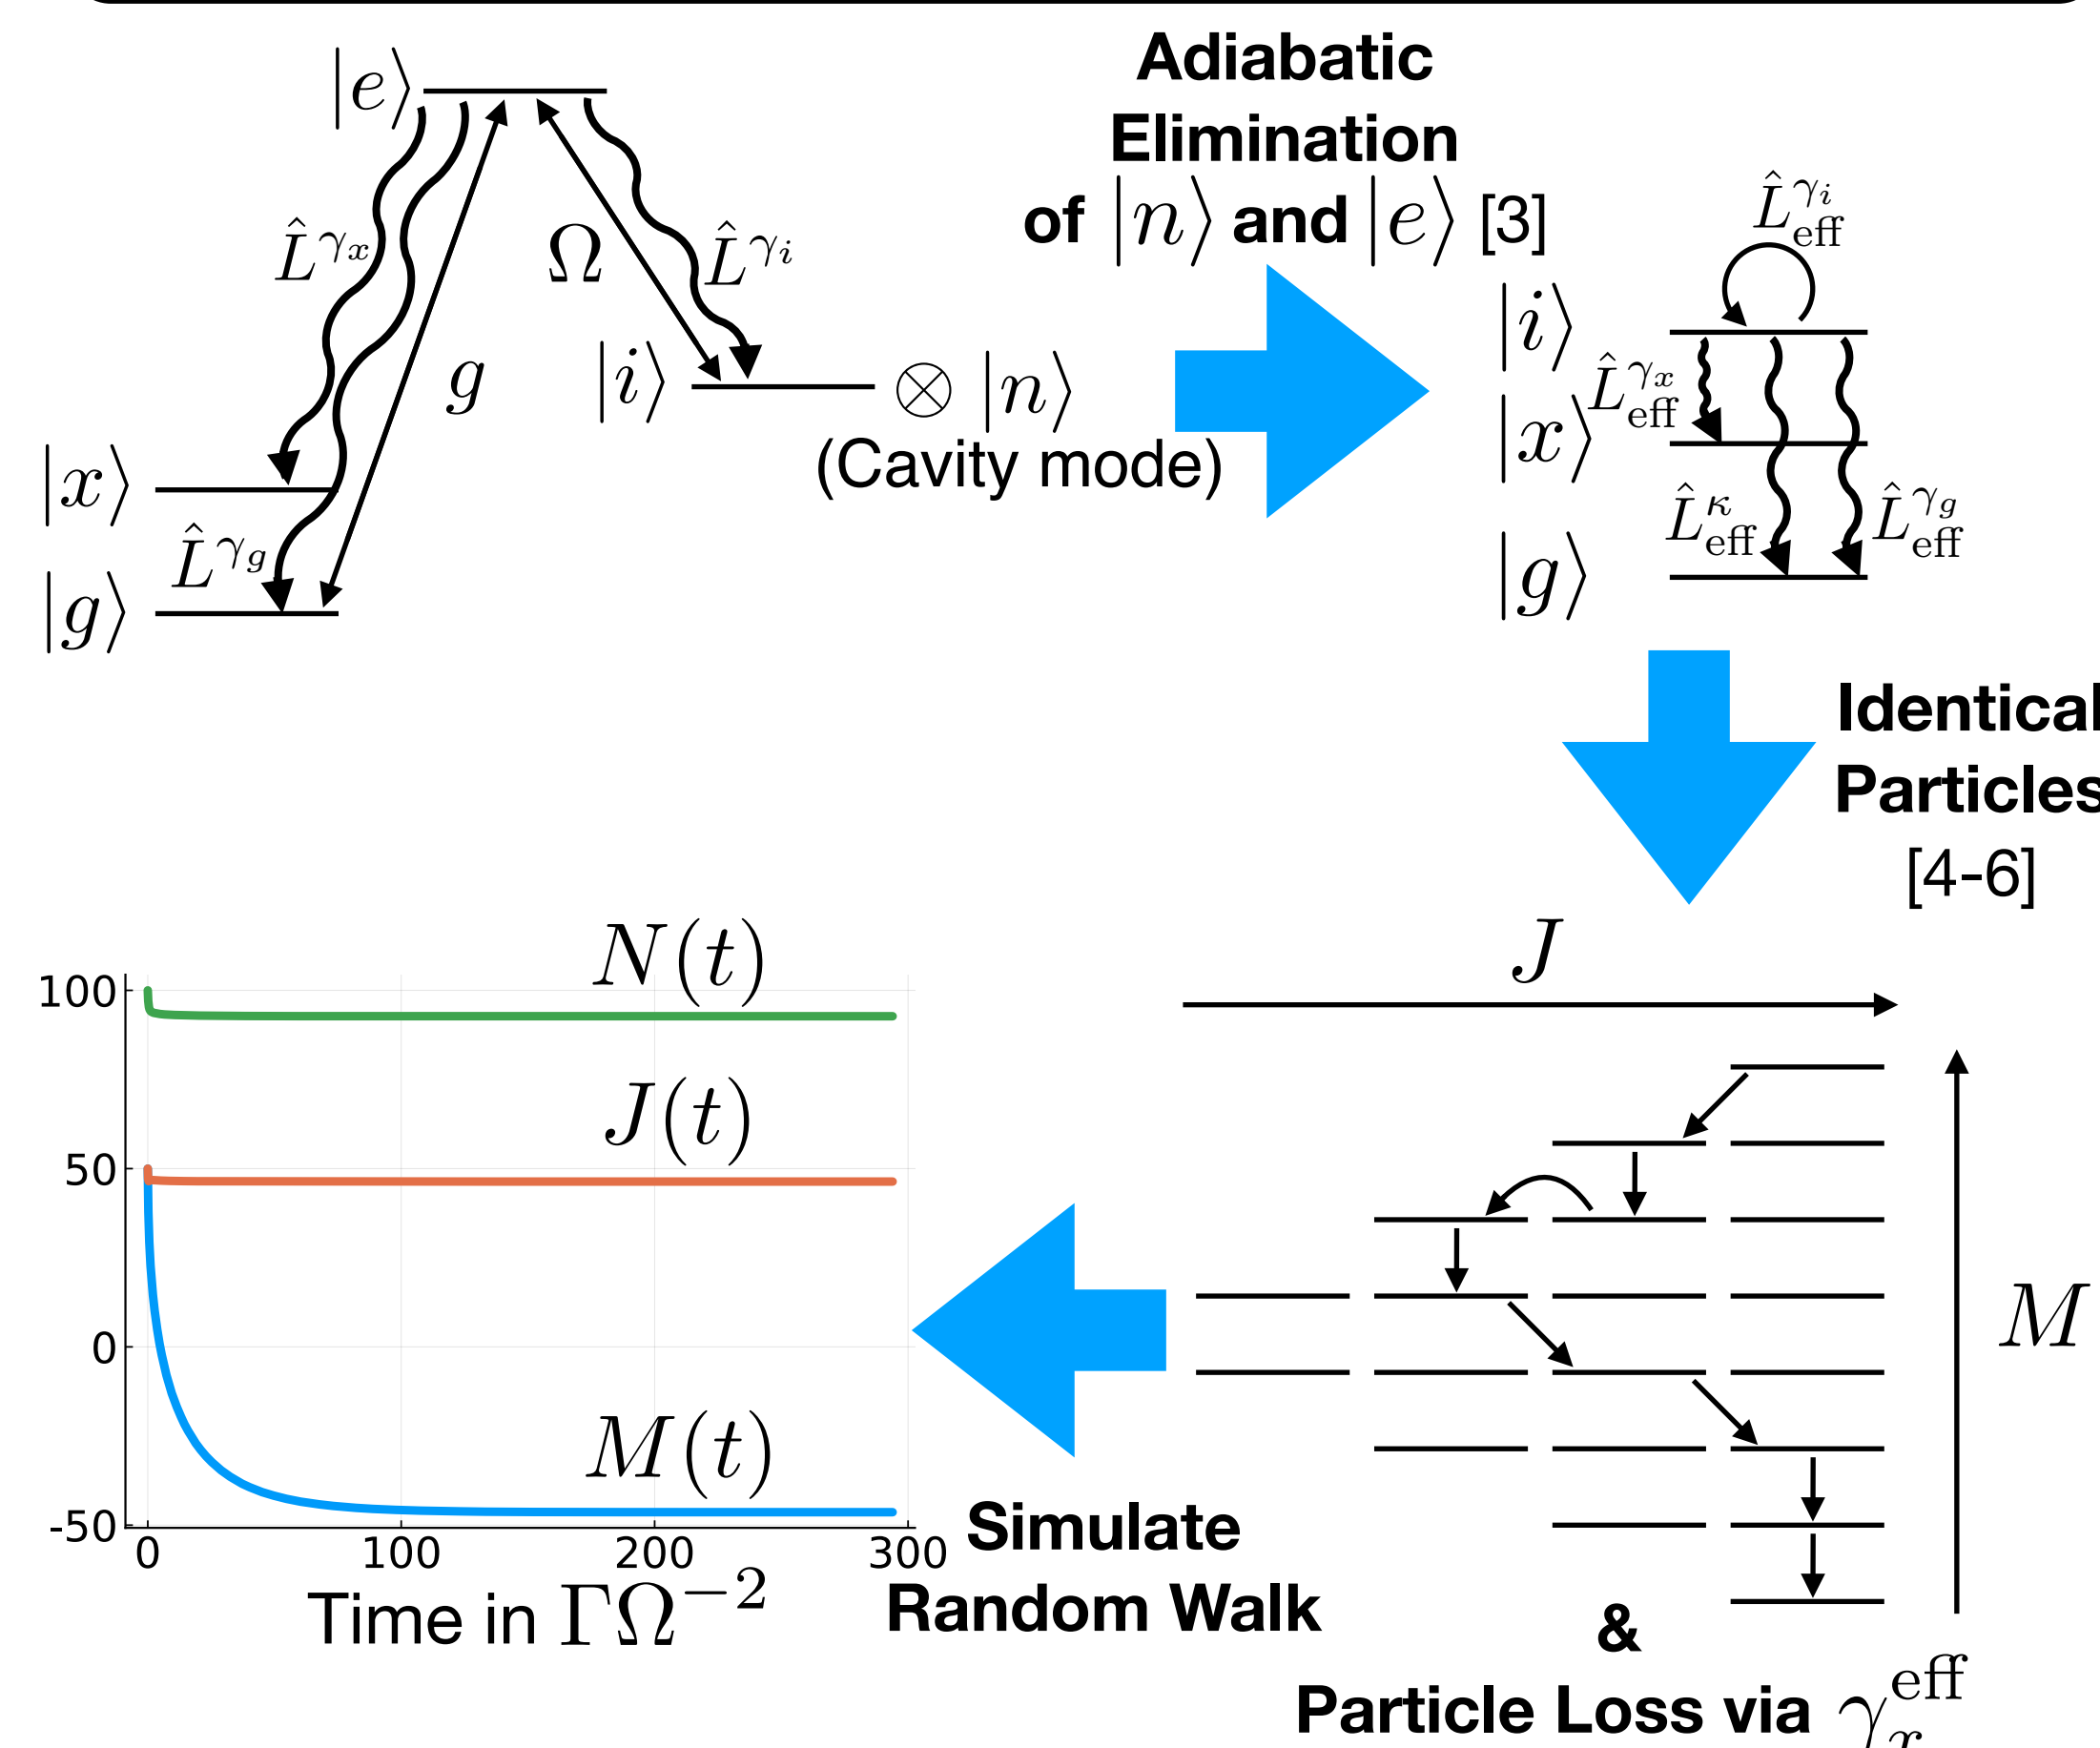 |e⟩
Adiabatic
Elimination
of |n⟩ and |e⟩ [3]
L̂^{γ_x}
Ω
L̂^{γ_i}
g
|i⟩ ⊗ |n⟩
(Cavity mode)
|x⟩
L̂^{γ_g}
|g⟩
L̂_{eff}^{γ_i}
|i⟩
L̂_{eff}^{γ_x}
|x⟩
L̂_{eff}^{κ}
L̂_{eff}^{γ_g}
|g⟩
Identical
Particles
[4-6]
J
M
&
Particle Loss via γ_x^{eff}
Simulate
Random Walk
N(t)
J(t)
M(t)
100
50
0
-50
0 100 200 300
Time in ΓΩ^{−2}